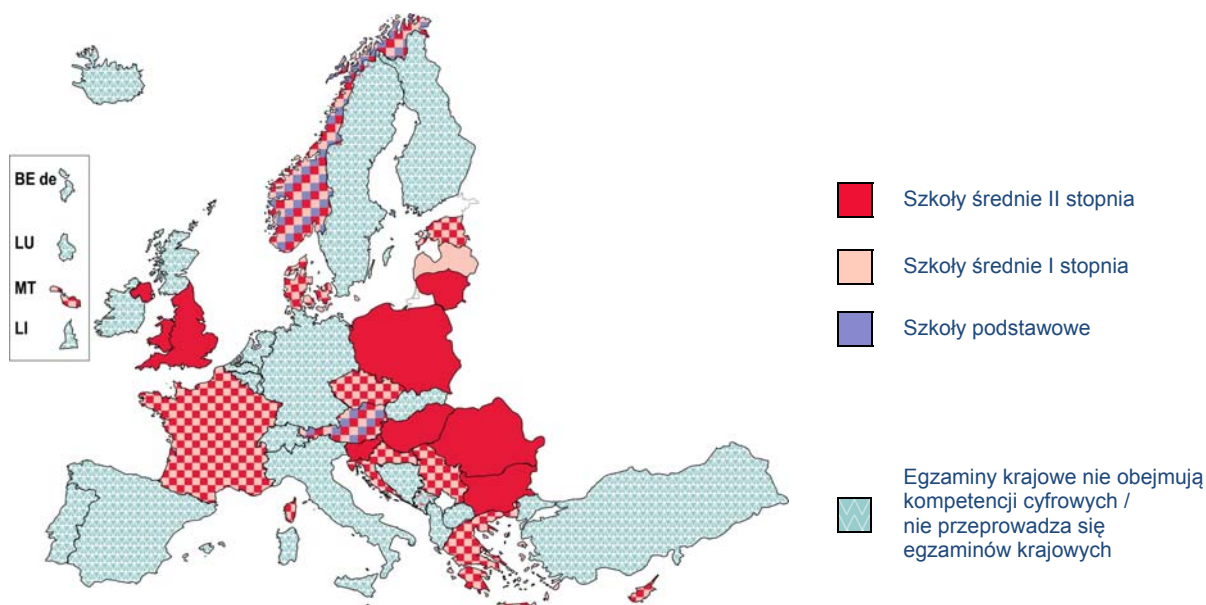 BE de
LU
MT
LI
Szkoły średnie II stopnia
Szkoły średnie I stopnia
Szkoły podstawowe
Egzaminy krajowe nie obejmują
kompetencji cyfrowych /
nie przeprowadza się
egzaminów krajowych